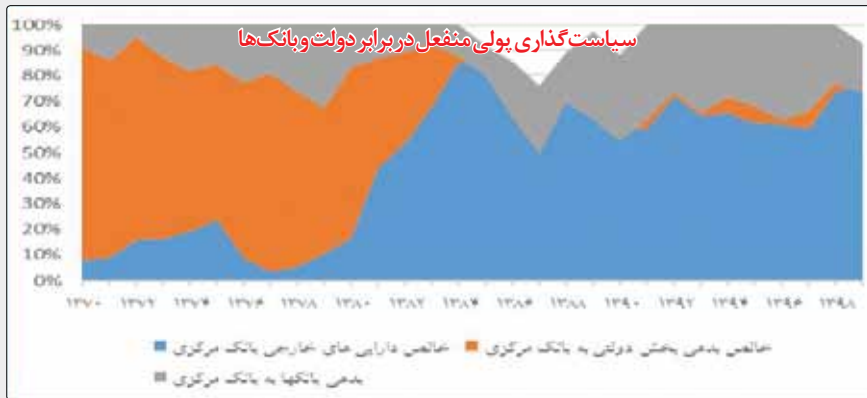 سیاست‌گذاری پولی منفعل در برابر دولت و بانک‌ها
100%
90%
80%
70%
60%
50%
40%
30%
20%
10%
0%
۱۳۷۰ ۱۳۷۲ ۱۳۷۴ ۱۳۷۶ ۱۳۷۸ ۱۳۸۰ ۱۳۸۲ ۱۳۸۴ ۱۳۸۶ ۱۳۸۸ ۱۳۹۰ ۱۳۹۲ ۱۳۹۴ ۱۳۹۶ ۱۳۹۸
خالص دارایی های خارجی بانک مرکزی
خالص بدهی بخش دولتی به بانک مرکزی
بدهی بانکها به بانک مرکزی